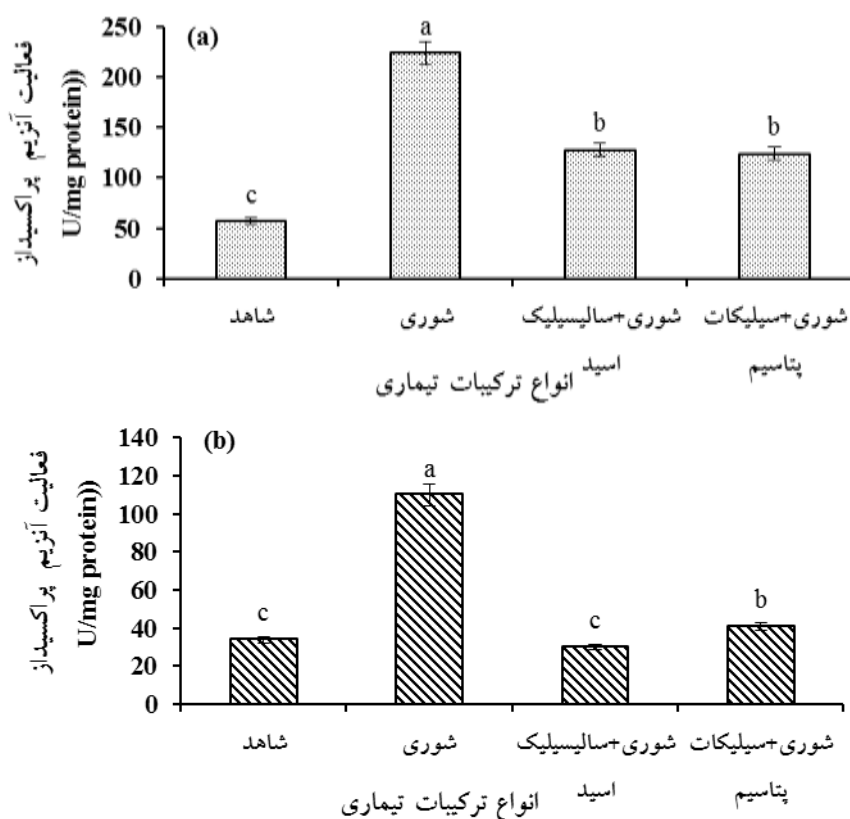 (a)
فعالیت آنزیم پراکسیداز
U/mg protein))
250
200
150
100
50
0
a
b
b
c
شاهد
شوری
شوری+سالیسیلیک
اسید
شوری+سیلیکات
پتاسیم
انواع ترکیبات تیماری
(b)
فعالیت آنزیم پراکسیداز
U/mg protein))
140
120
100
80
60
40
20
0
c
a
c
b
شاهد
شوری
شوری+سالیسیلیک
اسید
شوری+سیلیکات
پتاسیم
انواع ترکیبات تیماری